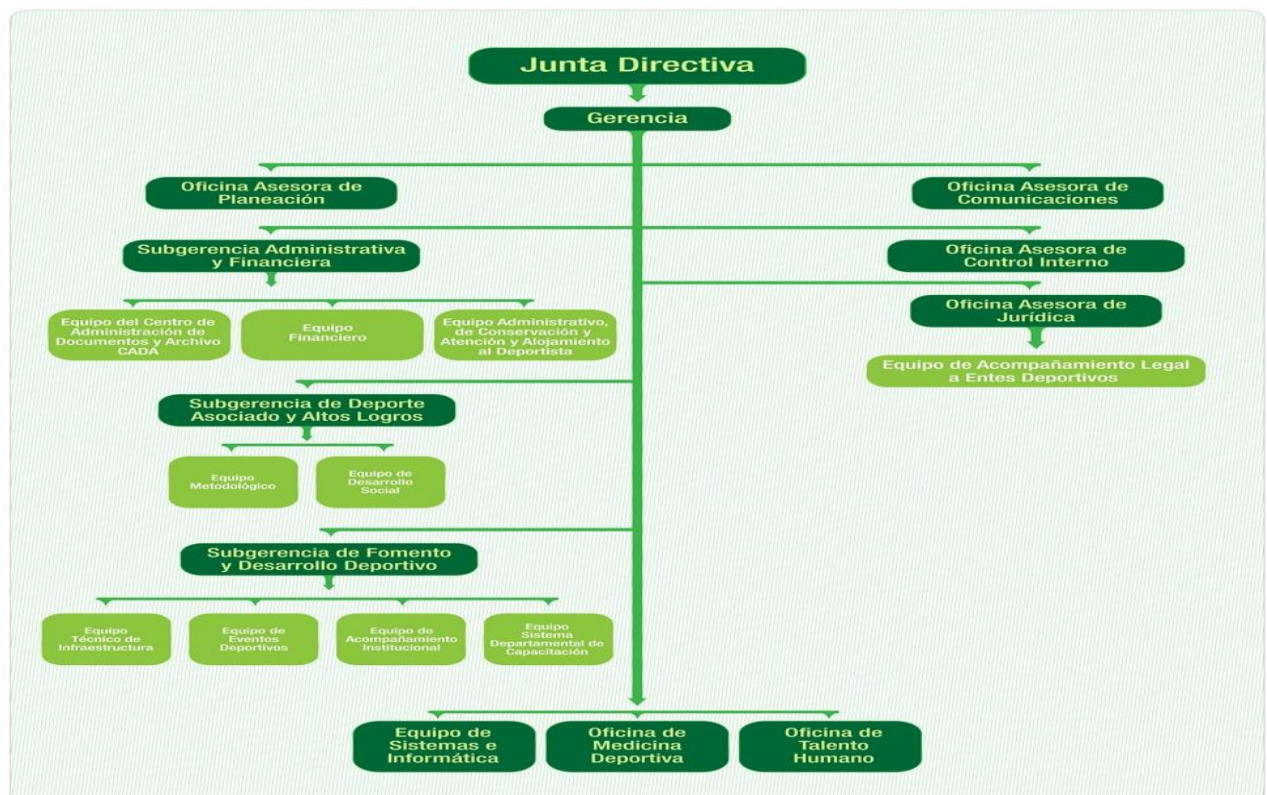 Junta Directiva
Gerencia
Oficina Asesora de
Planeación
Oficina Asesora de
Comunicaciones
Subgerencia Administrativa
y Financiera
Oficina Asesora de
Control Interno
Oficina Asesora de
Jurídica
Equipo del Centro de
Administración de
Documentos y Archivo
CADA
Equipo
Financiero
Equipo Administrativo,
de Conservación y
Atención y Alojamiento
al Deportista
Equipo de Acompañamiento Legal
a Entes Deportivos
Subgerencia de Deporte
Asociado y Altos Logros
Equipo
Metodológico
Equipo de
Desarrollo
Social
Subgerencia de Fomento
y Desarrollo Deportivo
Equipo
Técnico de
Infraestructura
Equipo de
Eventos
Deportivos
Equipo de
Acompañamiento
Institucional
Equipo
Sistema
Departamental de
Capacitación
Equipo de
Sistemas e
Informática
Oficina de
Medicina
Deportiva
Oficina de
Talento
Humano